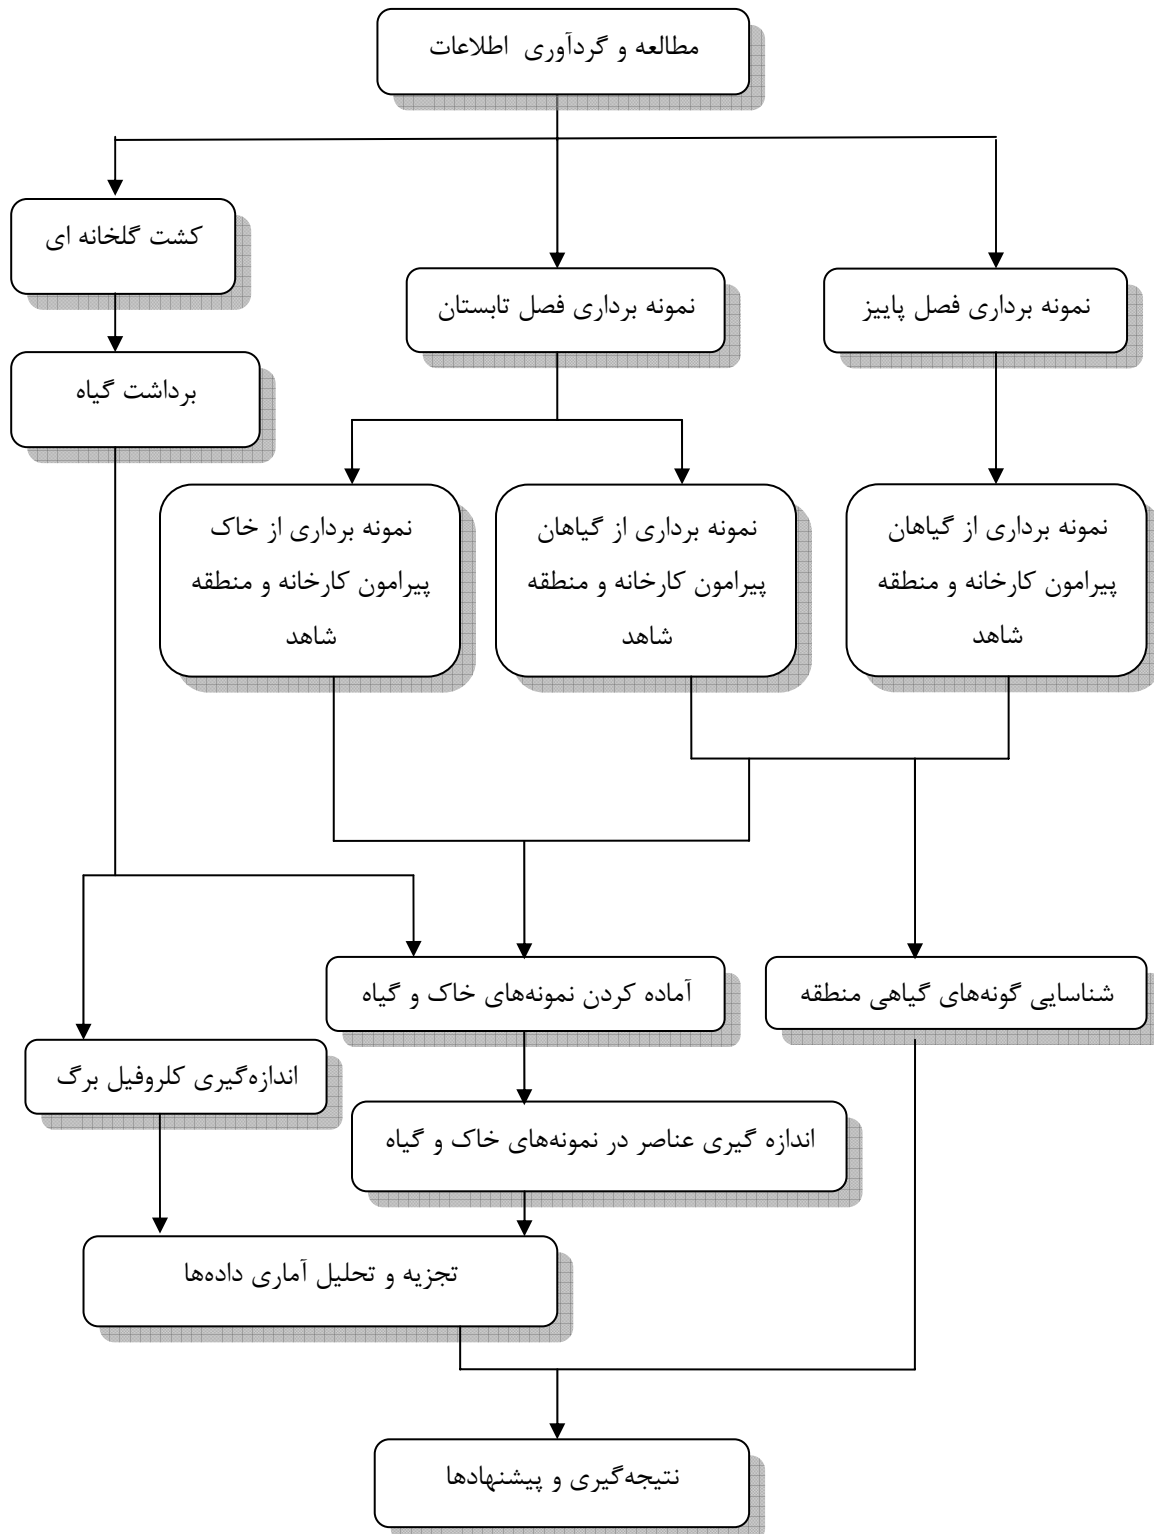 مطالعه و گردآوری اطلاعات
کشت گلخانه ای
نمونه برداری فصل تابستان
نمونه برداری فصل پاییز
برداشت گیاه
نمونه برداری از خاک
پیرامون کارخانه و منطقه
شاهد
نمونه برداری از گیاهان
پیرامون کارخانه و منطقه
شاهد
نمونه برداری از گیاهان
پیرامون کارخانه و منطقه
شاهد
آماده کردن نمونه‌های خاک و گیاه
شناسایی گونه‌های گیاهی منطقه
اندازه‌گیری کلروفیل برگ
اندازه گیری عناصر در نمونه‌های خاک و گیاه
تجزیه و تحلیل آماری داده‌ها
نتیجه‌گیری و پیشنهادها